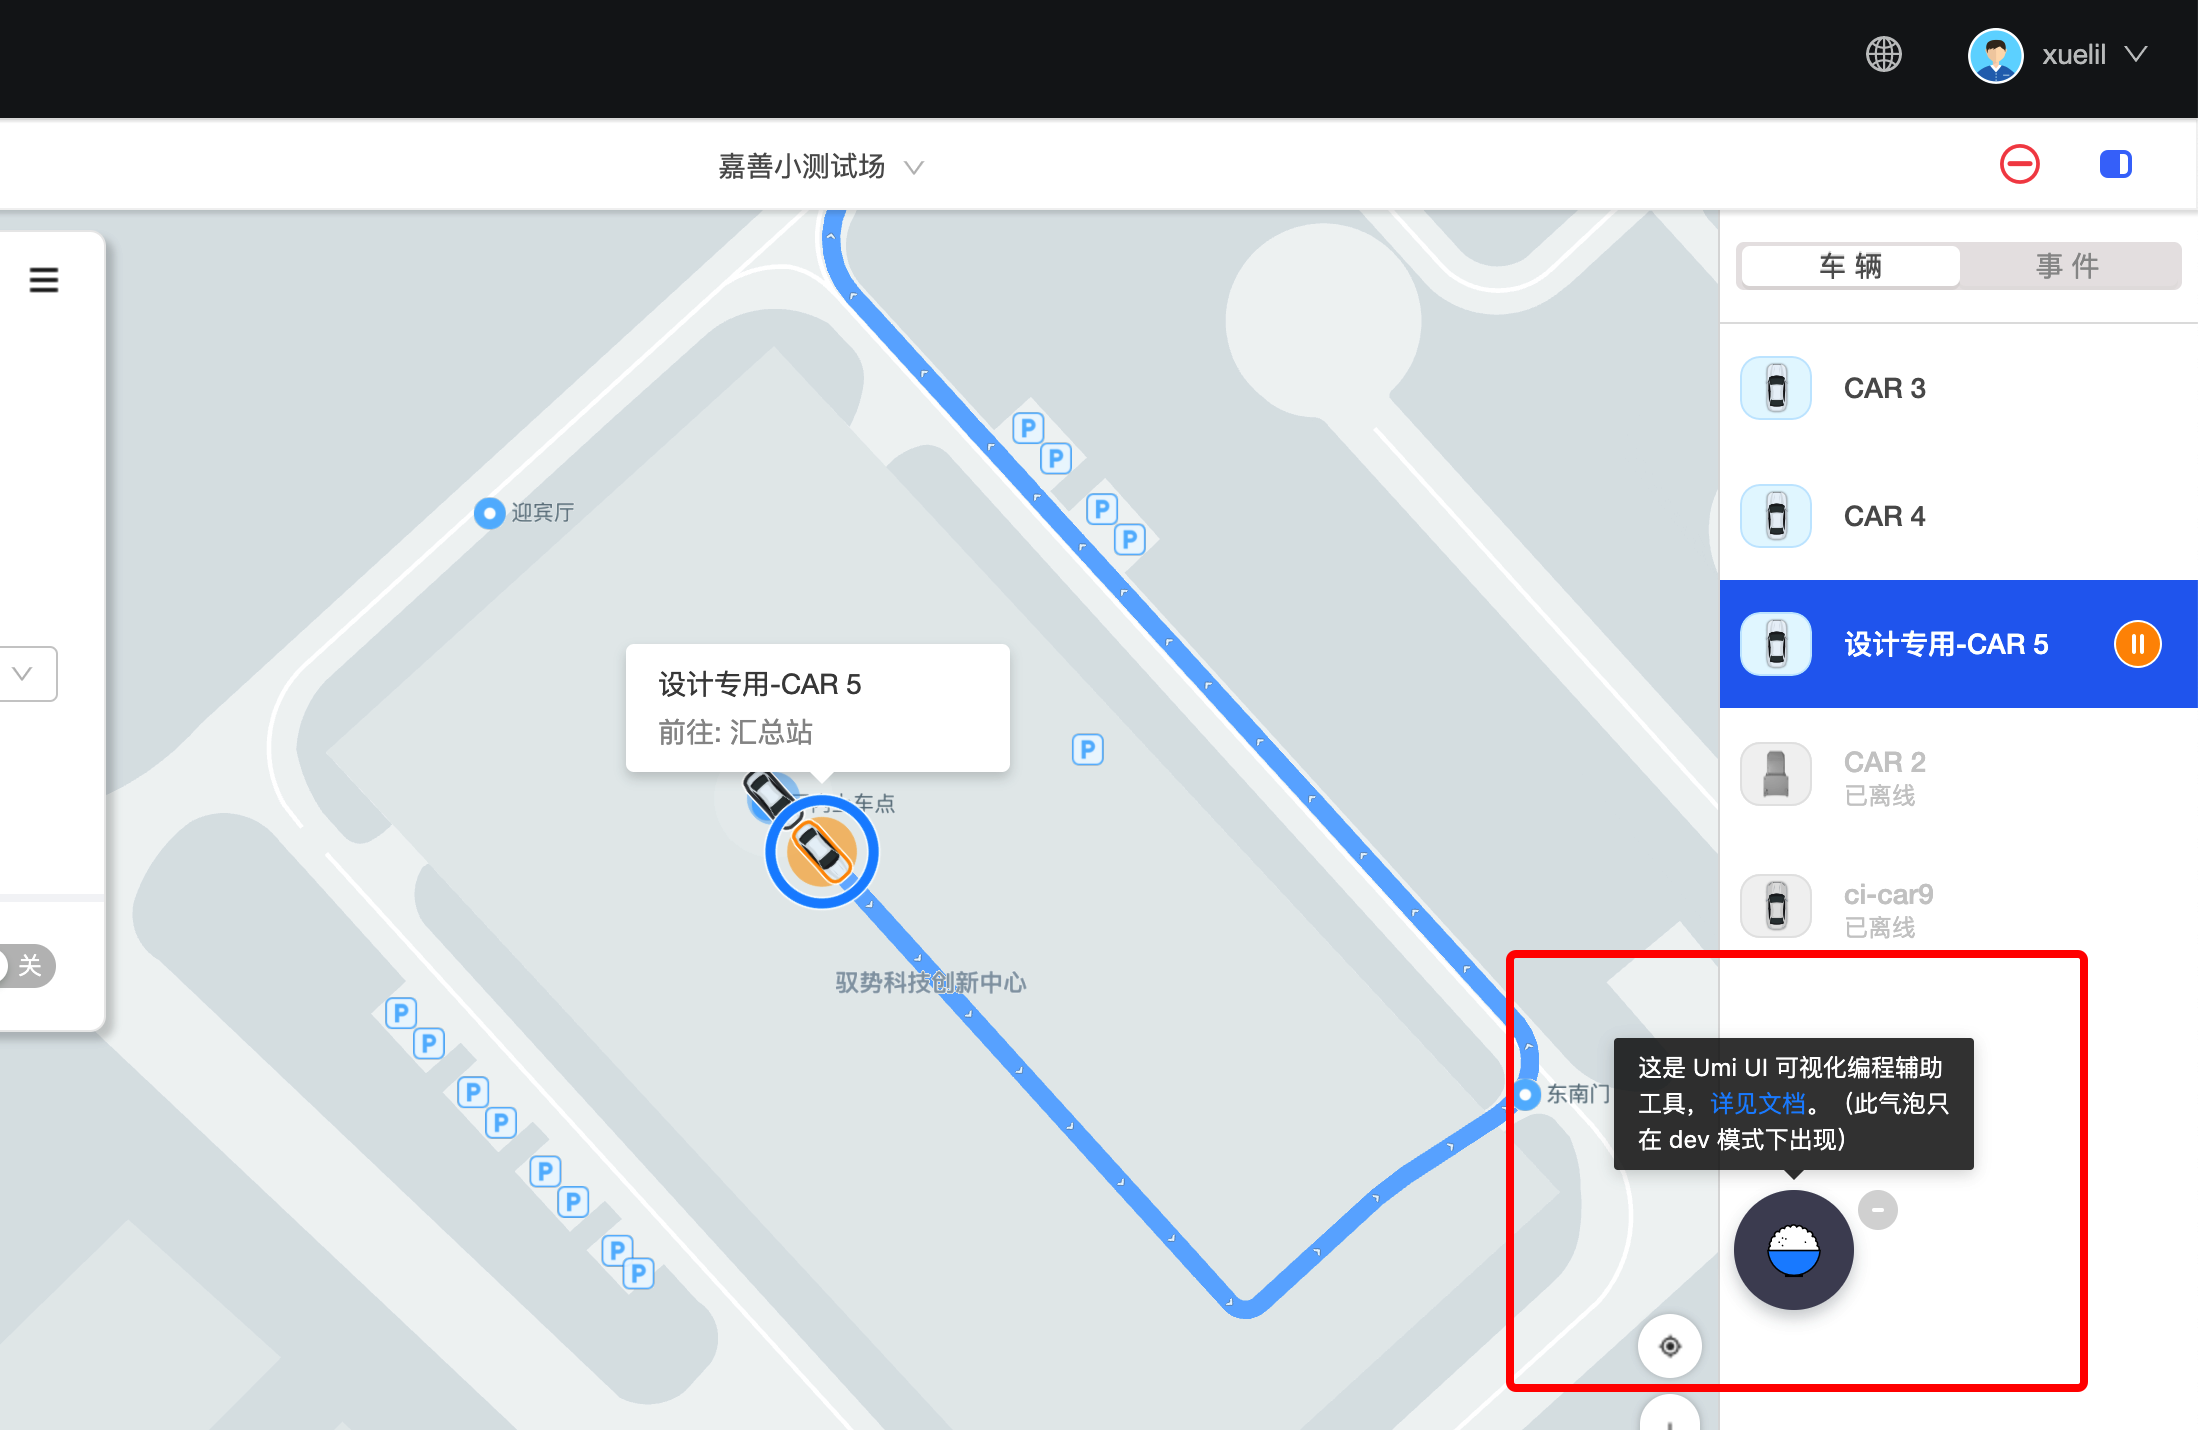 xuelil
嘉善小测试场
车 辆
事 件
CAR 3
CAR 4
设计专用-CAR 5
CAR 2
已离线
ci-car9
已离线
关
迎宾厅
P
P
P
P
设计专用-CAR 5
前往: 汇总站
P
车点
驭势科技创新中心
P
P
P
P
P
P
P
P
东南门
这是 Umi UI 可视化编程辅助
工具，详见文档。（此气泡只
在 dev 模式下出现）